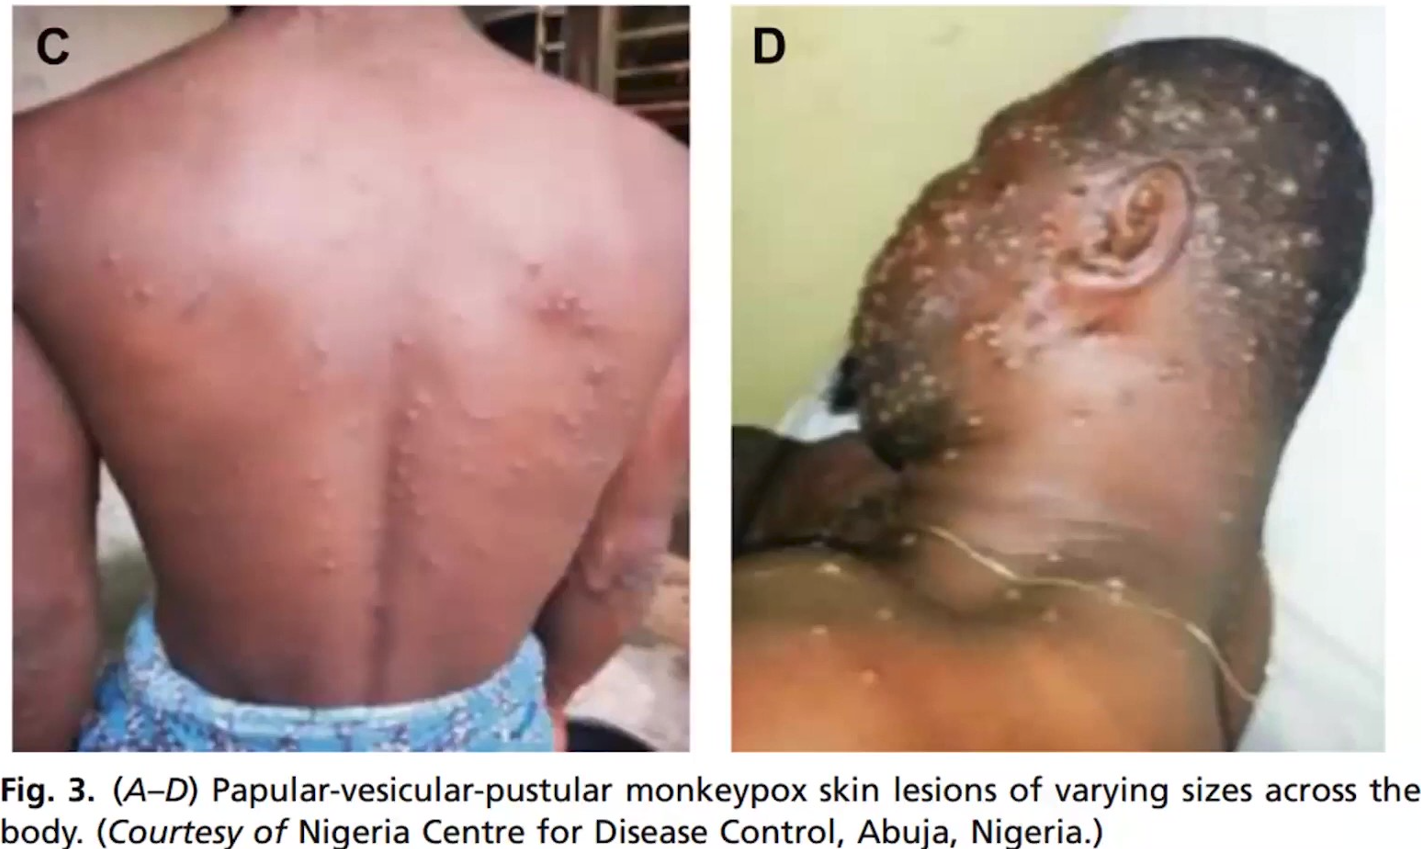 C
D
Fig. 3. (A–D) Papular-vesicular-pustular monkeypox skin lesions of varying sizes across the
body. (Courtesy of Nigeria Centre for Disease Control, Abuja, Nigeria.)